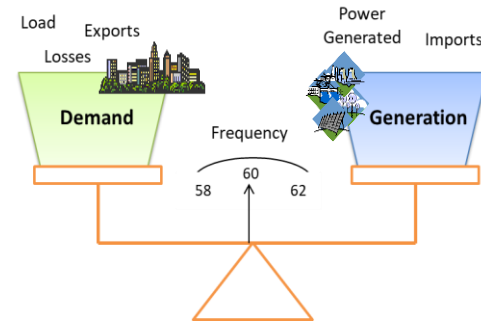 Load
Exports
Losses
Demand
Frequency
58
60
62
Power
Generated
Imports
Generation